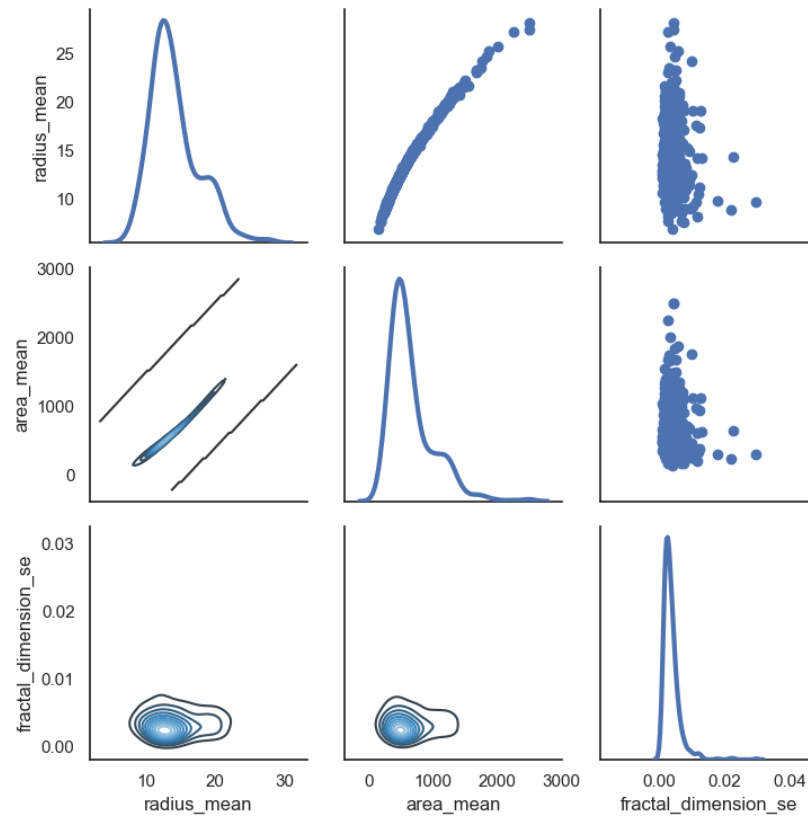 radius_mean
25
20
15
10
area_mean
3000
2000
1000
0
fractal_dimension_se
0.03
0.02
0.01
0.00
10 20 30
0 1000 2000 3000
0.00 0.02 0.04
radius_mean
area_mean
fractal_dimension_se